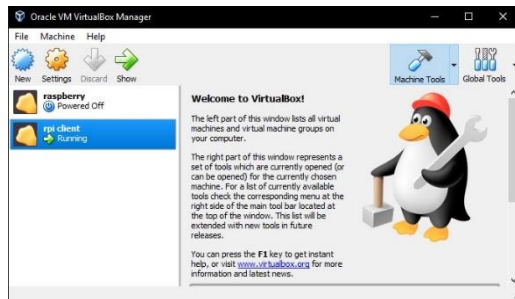 Oracle VM VirtualBox Manager
File Machine Help
New Settings Discard Show
Machine Tools Global Tools
raspberry
Powered Off
rpi client
Running
Welcome to VirtualBox!
The left part of this window lists all virtual
machines and virtual machine groups on
your computer.
The right part of this window represents a
set of tools which are currently opened (or
can be opened) for the currently chosen
machine. For a list of currently available
tools check the corresponding menu at the
right side of the main tool bar located at
the top of the window. This list will be
extended with new tools in future
releases.
You can press the F1 key to get instant
help, or visit www.virtualbox.org for more
information and latest news.